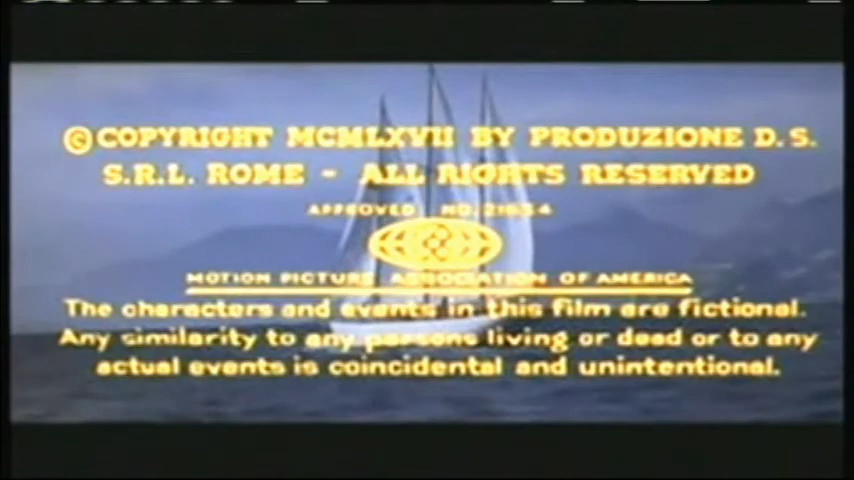 © COPYRIGHT MCMLXVII BY PRODUZIONE D. S.
S.R.L. ROME - ALL RIGHTS RESERVED
APPROVED NO.
MOTION PICTURE ASSOCIATION OF AMERICA
The characters and events in this film are fictional.
Any similarity to any persons living or dead or to any
actual events is coincidental and unintentional.